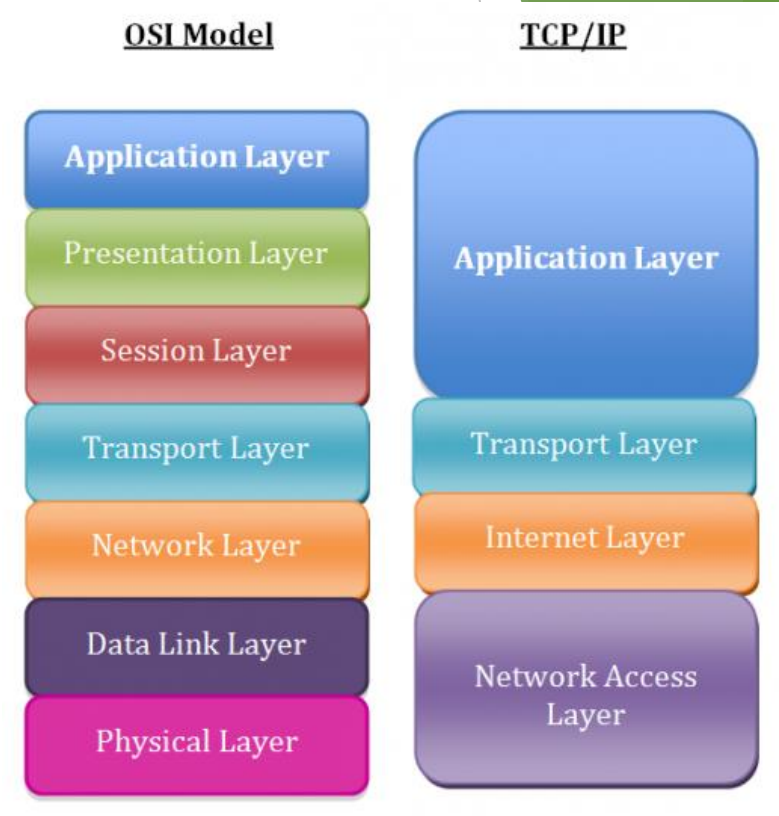 OSI Model
Application Layer
Presentation Layer
Session Layer
Transport Layer
Network Layer
Data Link Layer
Physical Layer
TCP/IP
Application Layer
Transport Layer
Internet Layer
Network Access
Layer